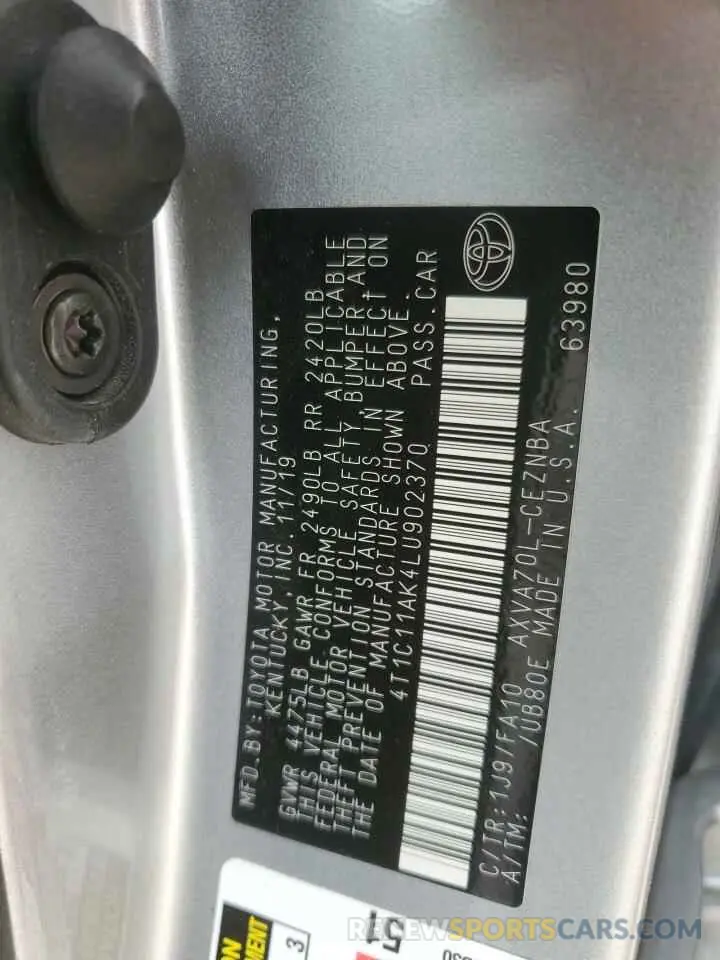 MFD.BY:TOYOTA MOTOR MANUFACTURING,
KENTUCKY,INC. 11/19
GVWR 4475LB GAWR FR 2490LB RR 2420LB
THIS VEHICLE CONFORMS TO ALL APPLICABLE
FEDERAL MOTOR VEHICLE SAFETY, BUMPER,AND
THEFT PREVENTION STANDARDS IN EFFECT ON
THE DATE OF MANUFACTURE SHOWN ABOVE.
4T1C11AK4LU902370 PASS.CAR
C/TR:1J9/FA10 AXVA70L-CEZNBA 63980
A/TM: /UB80E MADE IN U.S.A.
3
REVIEWSPORTSCARS.COM